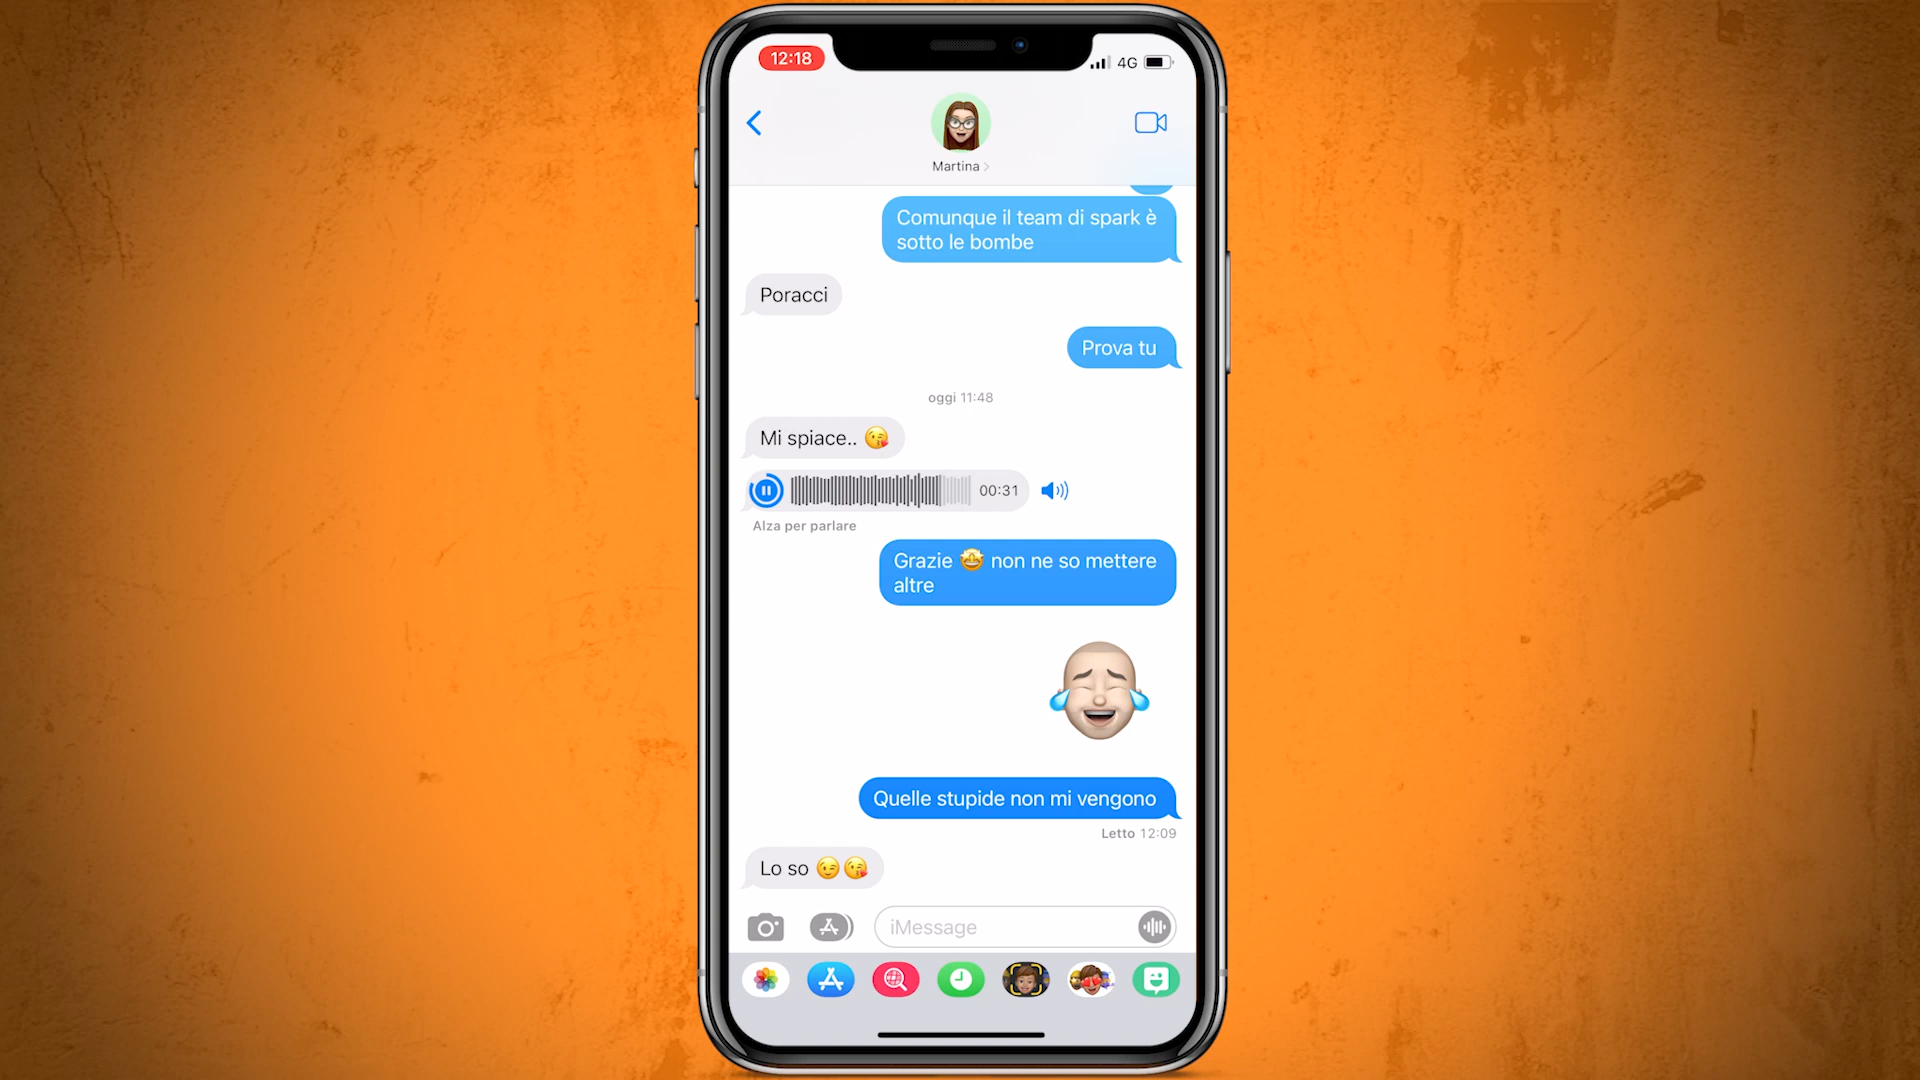 12:18
4G
Martina
Comunque il team di spark è
sotto le bombe
Poracci
Prova tu
oggi 11:48
Mi spiace.. 😘
00:31
Alza per parlare
Grazie 🤩 non ne so mettere
altre
Quelle stupide non mi vengono
Letto 12:09
Lo so 😉😘
iMessage